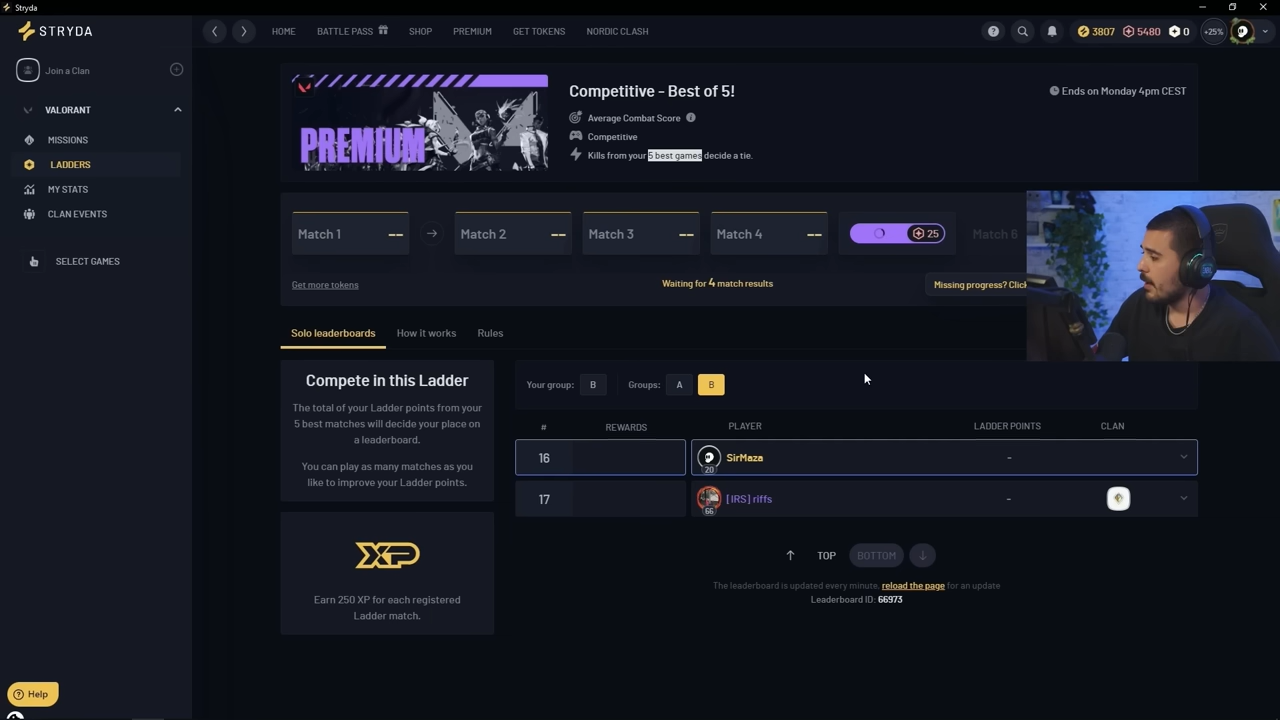 Stryda
STRYDA
HOME
BATTLE PASS
SHOP
PREMIUM
GET TOKENS
NORDIC CLASH
3807
5480
0
+25%
Join a Clan
VALORANT
MISSIONS
LADDERS
MY STATS
CLAN EVENTS
SELECT GAMES
PREMIUM
Competitive - Best of 5!
Ends on Monday 4pm CEST
Average Combat Score
Competitive
Kills from your 5 best games decide a tie.
Match 1 --
Match 2 --
Match 3 --
Match 4 --
25
Match 6
Get more tokens
Waiting for 4 match results
Missing progress? Click
Solo leaderboards
How it works
Rules
Compete in this Ladder
The total of your Ladder points from your
5 best matches will decide your place on
a leaderboard.
You can play as many matches as you
like to improve your Ladder points.
XP
Earn 250 XP for each registered
Ladder match.
Your group: B
Groups: A B
# REWARDS PLAYER LADDER POINTS CLAN
16 SirMaza -
20
17 [IRS] riffs -
66
TOP
BOTTOM
The leaderboard is updated every minute, reload the page for an update
Leaderboard ID: 66973
Help